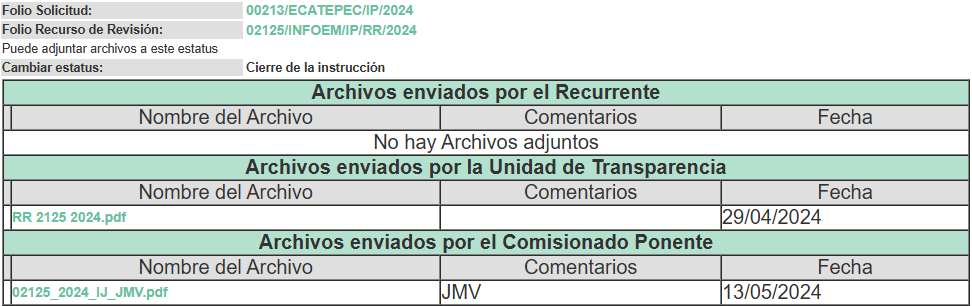 Folio Solicitud: 00213/ECATEPEC/IP/2024
Folio Recurso de Revisión: 02125/INFOEM/IP/RR/2024
Puede adjuntar archivos a este estatus
Cambiar estatus: Cierre de la instrucción
Archivos enviados por el Recurrente
Nombre del Archivo Comentarios Fecha
No hay Archivos adjuntos
Archivos enviados por la Unidad de Transparencia
Nombre del Archivo Comentarios Fecha
RR 2125 2024.pdf 29/04/2024
Archivos enviados por el Comisionado Ponente
Nombre del Archivo Comentarios Fecha
02125_2024_IJ_JMV.pdf JMV 13/05/2024